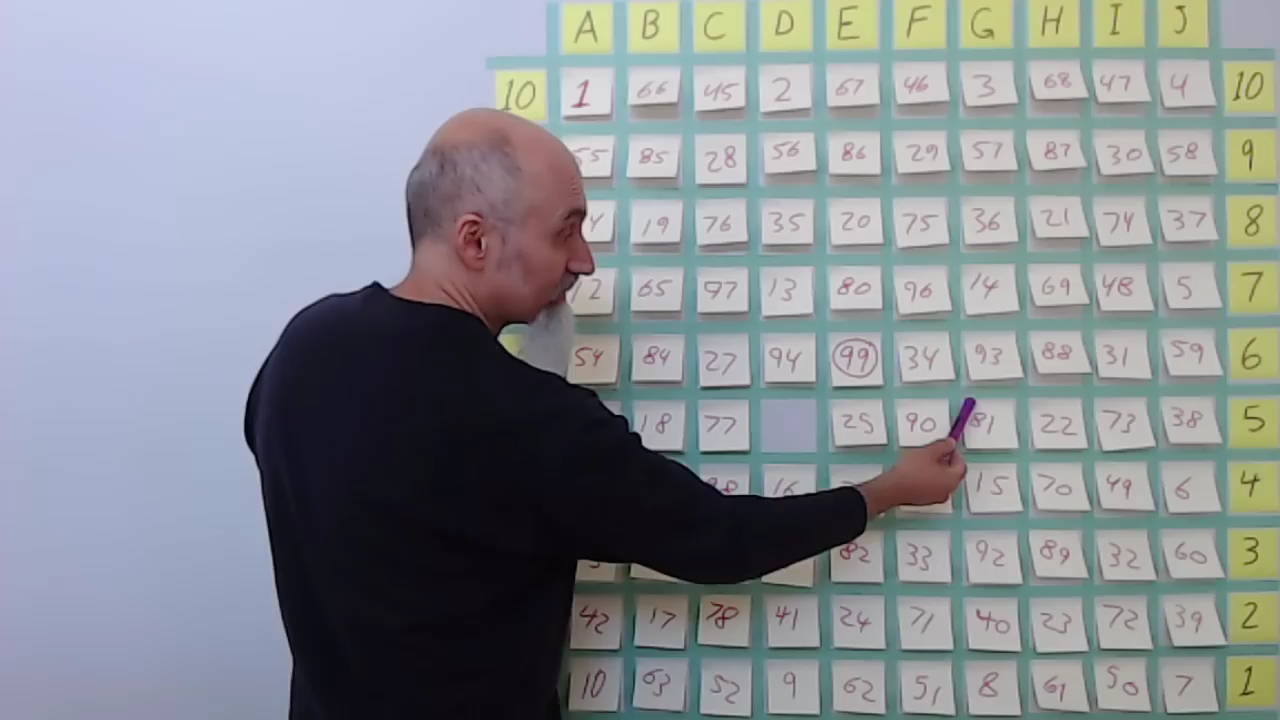 A B C D E F G H I J
10 1 66 45 2 67 46 3 68 47 4 10
55 85 28 56 86 29 57 87 30 58 9
19 76 35 20 75 36 21 74 37 8
12 65 97 13 80 96 14 69 48 5 7
54 84 27 94 99 34 93 88 31 59 6
18 77 25 90 81 22 73 38 5
98 16 15 70 49 6 4
82 33 92 89 32 60 3
42 17 78 41 24 71 40 23 72 39 2
10 63 52 9 62 51 8 61 50 7 1